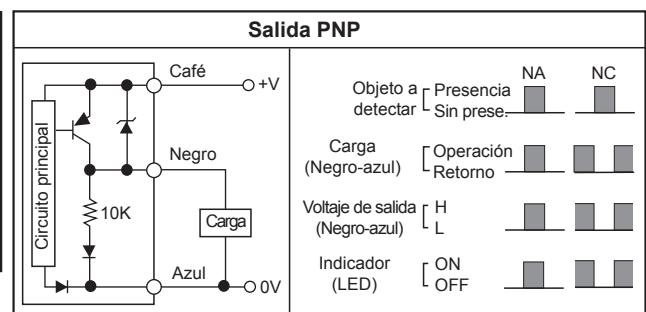 Salida PNP
Circuito principal
Café
+V
Negro
10K
Carga
Azul
0V
NA NC
Objeto a detectar
Presencia
Sin prese.
Carga
(Negro-azul)
Operación
Retorno
Voltaje de salida
(Negro-azul)
H
L
Indicador
(LED)
ON
OFF